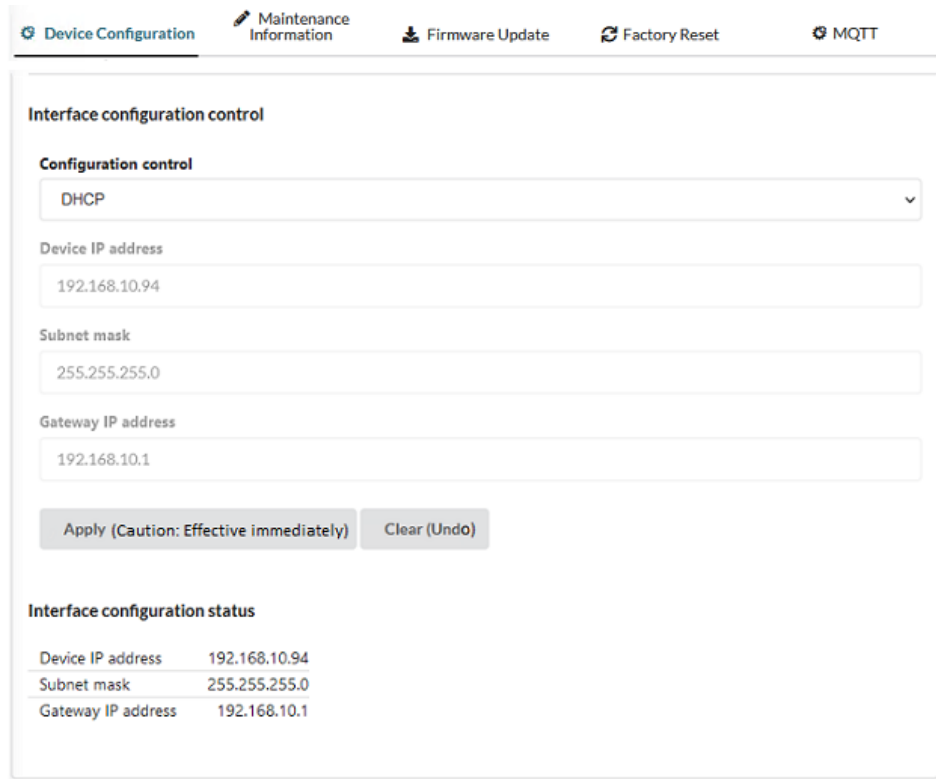 Device Configuration
Maintenance
Information
Firmware Update
Factory Reset
MQTT
Interface configuration control
Configuration control
DHCP
Device IP address
192.168.10.94
Subnet mask
255.255.255.0
Gateway IP address
192.168.10.1
Apply (Caution: Effective immediately)
Clear (Undo)
Interface configuration status
Device IP address 192.168.10.94
Subnet mask 255.255.255.0
Gateway IP address 192.168.10.1